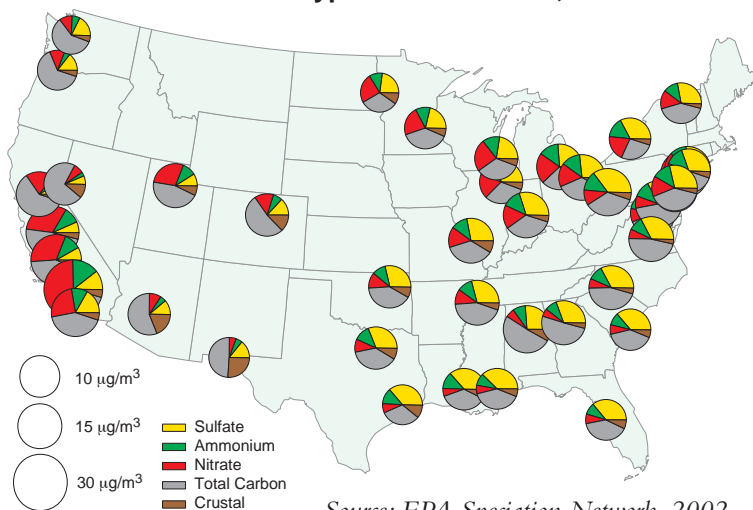 10 μg/m³
15 μg/m³
30 μg/m³
Sulfate
Ammonium
Nitrate
Total Carbon
Crustal
Source: EPA Speciation Network, 2002